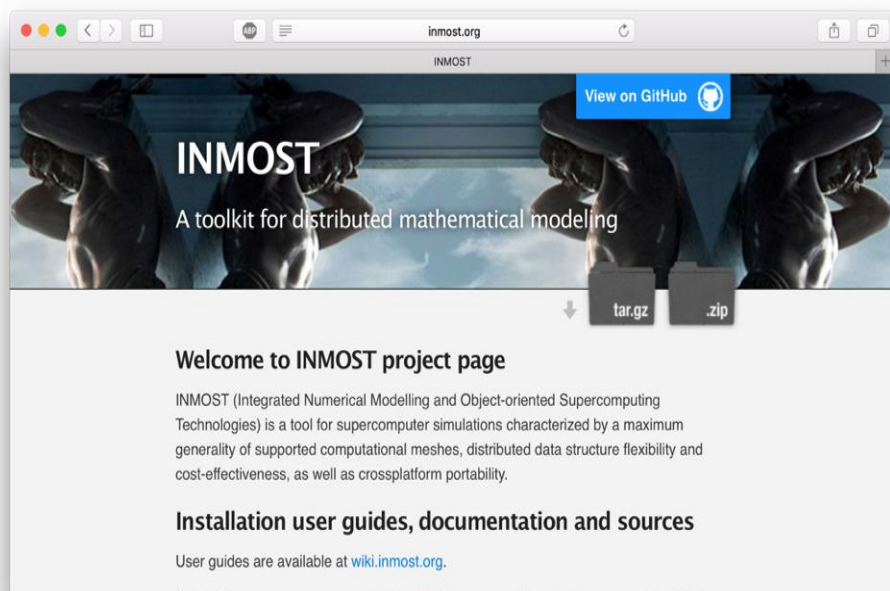 inmost.org
INMOST
View on GitHub
INMOST
A toolkit for distributed mathematical modeling
tar.gz
.zip
Welcome to INMOST project page
INMOST (Integrated Numerical Modelling and Object-oriented Supercomputing
Technologies) is a tool for supercomputer simulations characterized by a maximum
generality of supported computational meshes, distributed data structure flexibility and
cost-effectiveness, as well as crossplatform portability.
Installation user guides, documentation and sources
User guides are available at wiki.inmost.org.